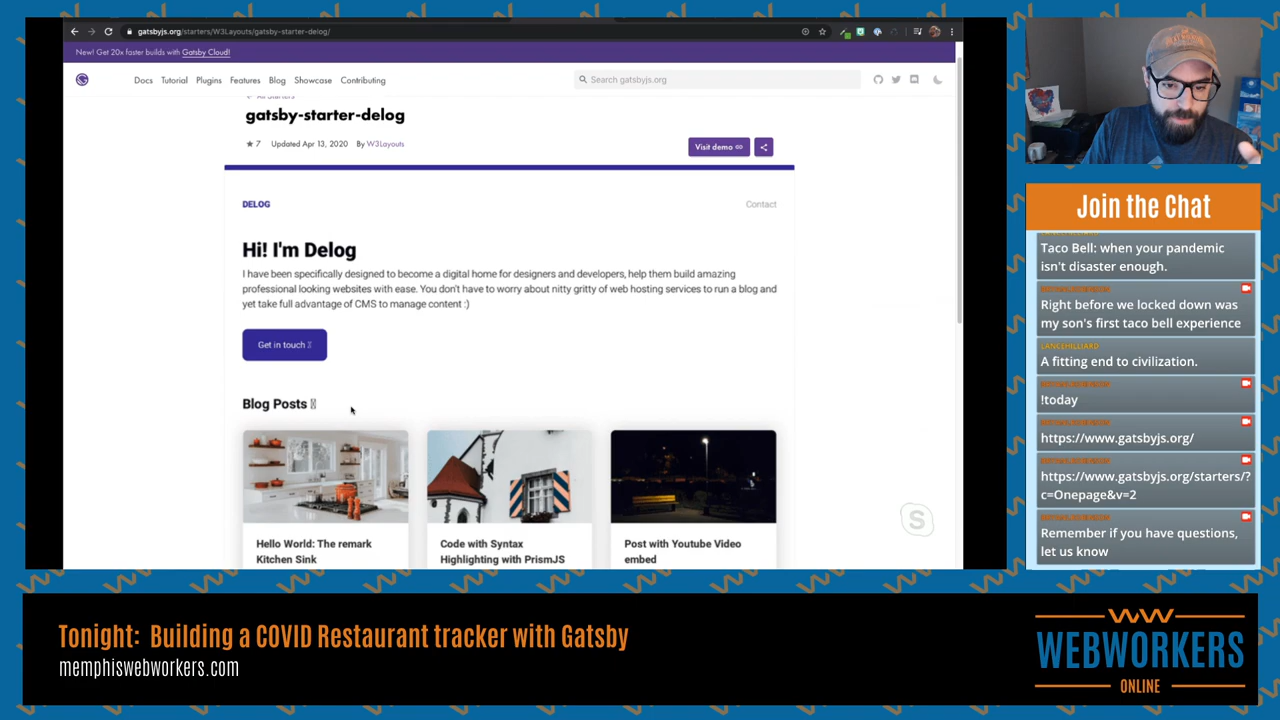 gatsbyjs.org/starters/W3Layouts/gatsby-starter-delog/
New! Get 20x faster builds with Gatsby Cloud!
Docs Tutorial Plugins Features Blog Showcase Contributing
Search gatsbyjs.org
All Starters
gatsby-starter-delog
7 Updated Apr 13, 2020 By W3Layouts
Visit demo
DELOG
Contact
Hi! I'm Delog
I have been specifically designed to become a digital home for designers and developers, help them build amazing
professional looking websites with ease. You don't have to worry about nitty gritty of web hosting services to run a blog and
yet take full advantage of CMS to manage content :)
Get in touch
Blog Posts
Hello World: The remark
Kitchen Sink
Code with Syntax
Highlighting with PrismJS
Post with Youtube Video
embed
S
Join the Chat
Taco Bell: when your pandemic
isn't disaster enough.
Right before we locked down was
my son's first taco bell experience
LANCEHILLIARD
A fitting end to civilization.
!today
https://www.gatsbyjs.org/
https://www.gatsbyjs.org/starters/?
c=Onepage&v=2
Remember if you have questions,
let us know
Tonight: Building a COVID Restaurant tracker with Gatsby
memphiswebworkers.com
WEBWORKERS
ONLINE